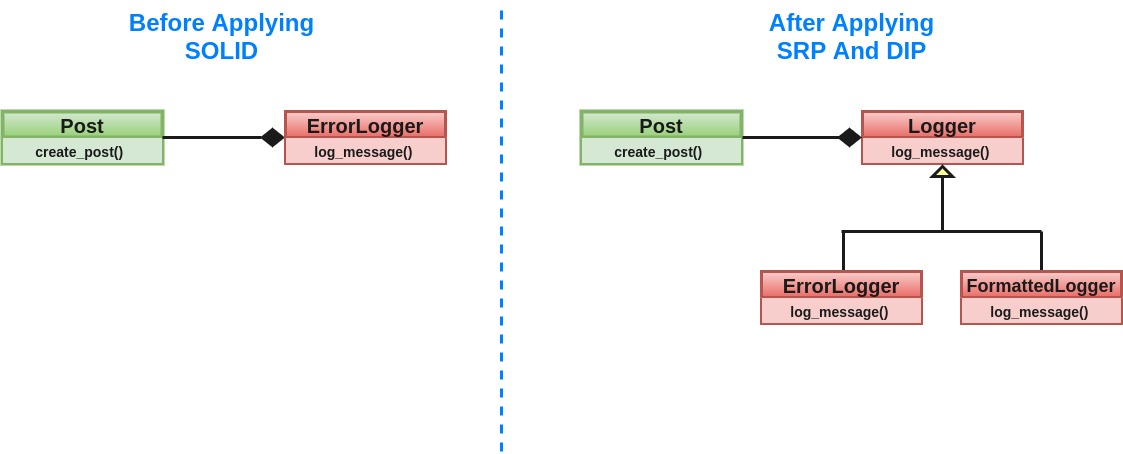 Before Applying
SOLID
Post
create_post()
ErrorLogger
log_message()
After Applying
SRP And DIP
Post
create_post()
Logger
log_message()
ErrorLogger
log_message()
FormattedLogger
log_message()